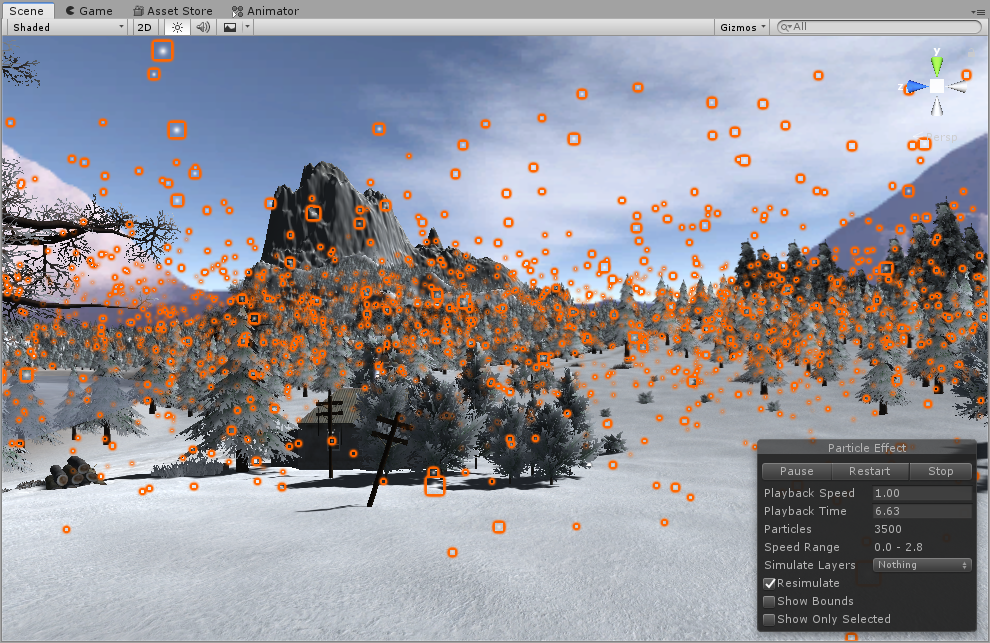 Scene Game Asset Store Animator
Shaded 2D Gizmos All
y
z
Persp
Particle Effect
Pause Restart Stop
Playback Speed 1.00
Playback Time 6.63
Particles 3500
Speed Range 0.0 - 2.8
Simulate Layers Nothing
Resimulate
Show Bounds
Show Only Selected